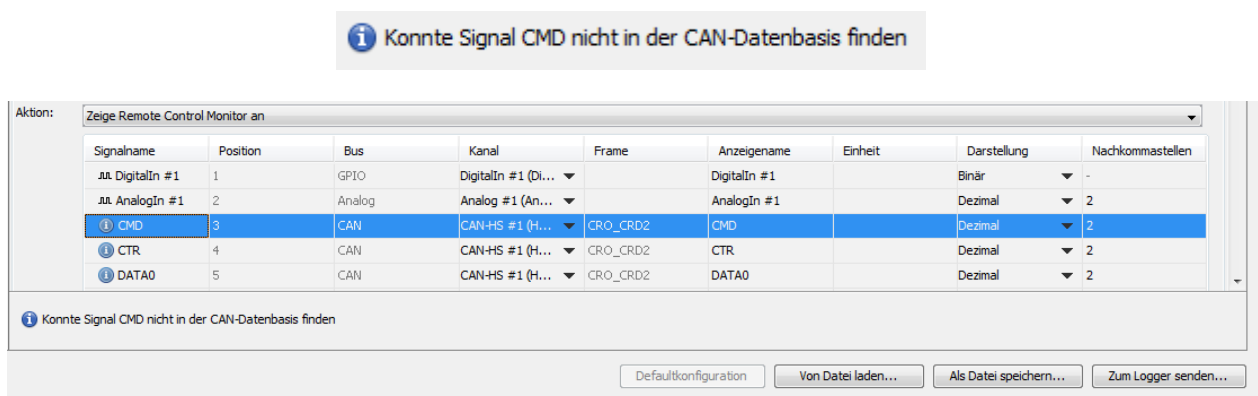 Konnte Signal CMD nicht in der CAN-Datenbasis finden
Aktion: Zeige Remote Control Monitor an
Signalname Position Bus Kanal Frame Anzeigename Einheit Darstellung Nachkommastellen
DigitalIn #1 1 GPIO DigitalIn #1 (Di... DigitalIn #1 Binär -
AnalogIn #1 2 Analog Analog #1 (An... AnalogIn #1 Dezimal 2
CMD 3 CAN CAN-HS #1 (H... CRO_CRD2 CMD Dezimal 2
CTR 4 CAN CAN-HS #1 (H... CRO_CRD2 CTR Dezimal 2
DATA0 5 CAN CAN-HS #1 (H... CRO_CRD2 DATA0 Dezimal 2
Konnte Signal CMD nicht in der CAN-Datenbasis finden
Defaultkonfiguration Von Datei laden... Als Datei speichern... Zum Logger senden...